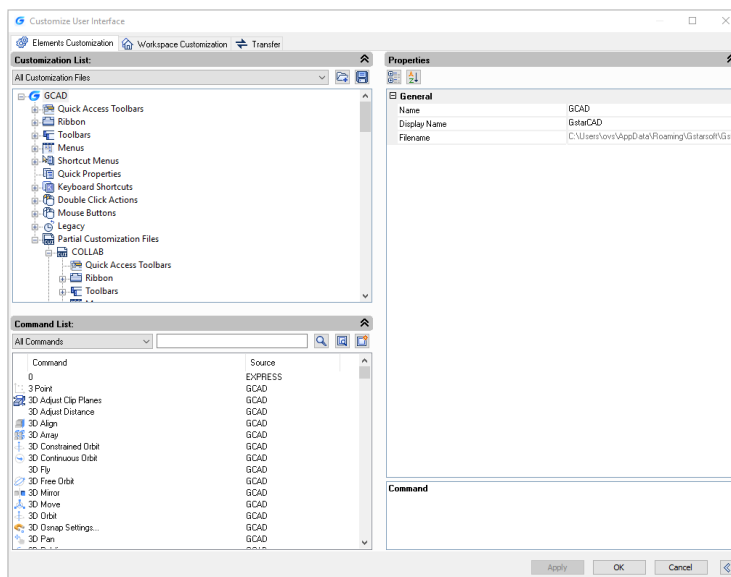 Customize User Interface
Elements Customization Workspace Customization Transfer
Customization List:
All Customization Files
GCAD
Quick Access Toolbars
Ribbon
Toolbars
Menus
Shortcut Menus
Quick Properties
Keyboard Shortcuts
Double Click Actions
Mouse Buttons
Legacy
Partial Customization Files
COLLAB
Quick Access Toolbars
Ribbon
Toolbars
Command List:
All Commands
Command Source
0 EXPRESS
3 Point GCAD
3D Adjust Clip Planes GCAD
3D Adjust Distance GCAD
3D Align GCAD
3D Array GCAD
3D Constrained Orbit GCAD
3D Continuous Orbit GCAD
3D Fly GCAD
3D Free Orbit GCAD
3D Mirror GCAD
3D Move GCAD
3D Orbit GCAD
3D Osnap Settings... GCAD
3D Pan GCAD
Properties
General
Name GCAD
Display Name GstarCAD
Filename C:\Users\ovs\AppData\Roaming\Gstarsoft\Gs
Command
Apply OK Cancel